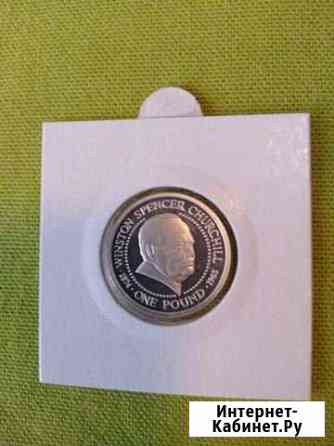 WINSTON SPENCER CHURCHILL
1874 · ONE POUND · 1965
Интернет-
Кабинет.Ру